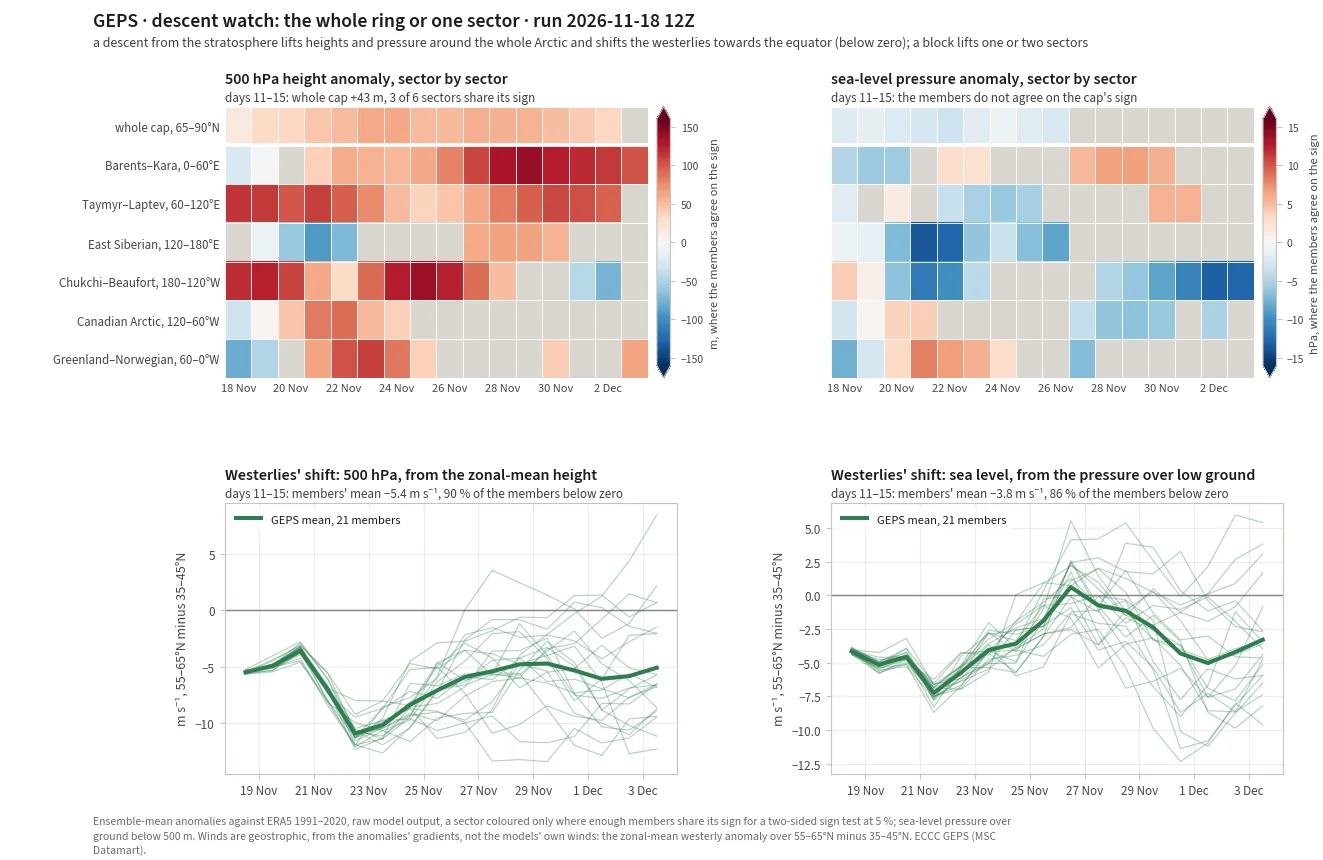 GEPS · descent watch: the whole ring or one sector · run 2026-11-18 12Z
a descent from the stratosphere lifts heights and pressure around the whole Arctic and shifts the westerlies towards the equator (below zero); a block lifts one or two sectors
500 hPa height anomaly, sector by sector
days 11–15: whole cap +43 m, 3 of 6 sectors share its sign
whole cap, 65–90°N
Barents–Kara, 0–60°E
Taymyr–Laptev, 60–120°E
East Siberian, 120–180°E
Chukchi–Beaufort, 180–120°W
Canadian Arctic, 120–60°W
Greenland–Norwegian, 60–0°W
18 Nov 20 Nov 22 Nov 24 Nov 26 Nov 28 Nov 30 Nov 2 Dec
150
100
50
0
−50
−100
−150
m, where the members agree on the sign
sea-level pressure anomaly, sector by sector
days 11–15: the members do not agree on the cap's sign
18 Nov 20 Nov 22 Nov 24 Nov 26 Nov 28 Nov 30 Nov 2 Dec
15
10
5
0
−5
−10
−15
hPa, where the members agree on the sign
Westerlies' shift: 500 hPa, from the zonal-mean height
days 11–15: members' mean −5.4 m s⁻¹, 90 % of the members below zero
GEPS mean, 21 members
m s⁻¹, 55–65°N minus 35–45°N
5
0
−5
−10
19 Nov 21 Nov 23 Nov 25 Nov 27 Nov 29 Nov 1 Dec 3 Dec
Westerlies' shift: sea level, from the pressure over low ground
days 11–15: members' mean −3.8 m s⁻¹, 86 % of the members below zero
GEPS mean, 21 members
m s⁻¹, 55–65°N minus 35–45°N
5.0
2.5
0.0
−2.5
−5.0
−7.5
−10.0
−12.5
19 Nov 21 Nov 23 Nov 25 Nov 27 Nov 29 Nov 1 Dec 3 Dec
Ensemble-mean anomalies against ERA5 1991–2020, raw model output, a sector coloured only where enough members share its sign for a two-sided sign test at 5 %; sea-level pressure over
ground below 500 m. Winds are geostrophic, from the anomalies' gradients, not the models' own winds: the zonal-mean westerly anomaly over 55–65°N minus 35–45°N. ECCC GEPS (MSC
Datamart).